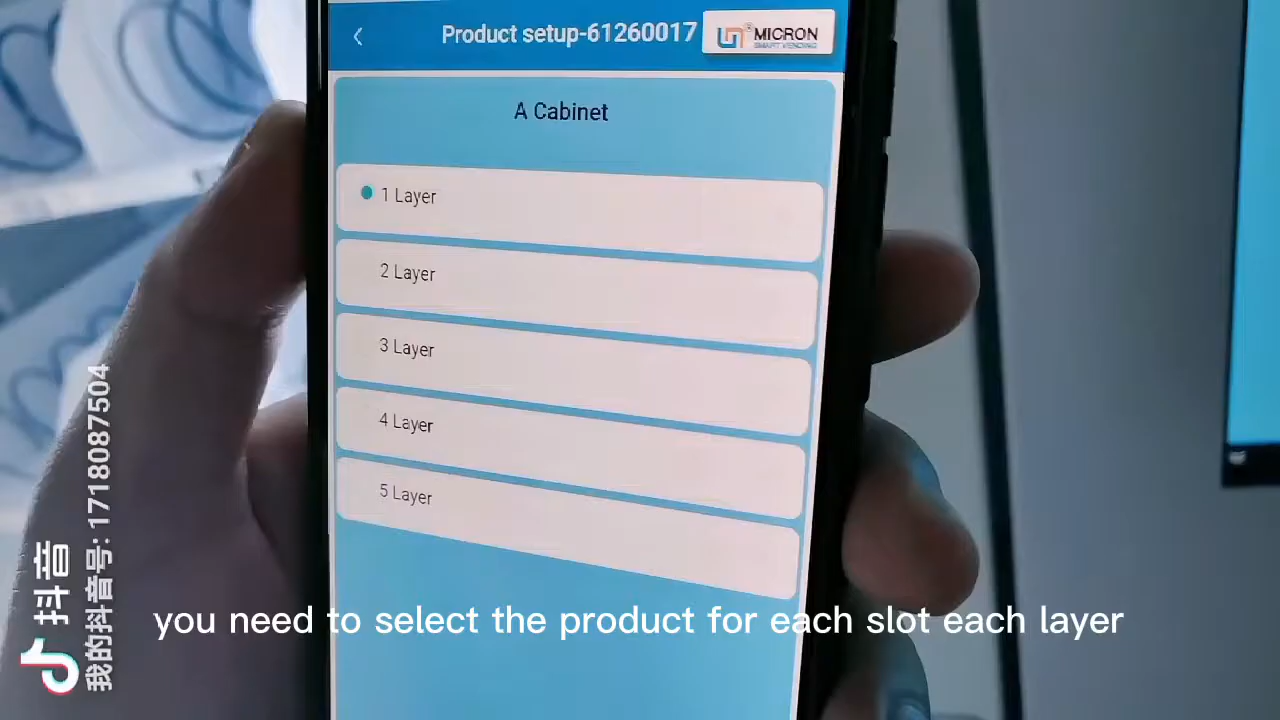 Product setup-61260017
MICRON
SMART VENDING
A Cabinet
1 Layer
2 Layer
3 Layer
4 Layer
5 Layer
you need to select the product for each slot each layer
抖音
我的抖音号: 1718087504